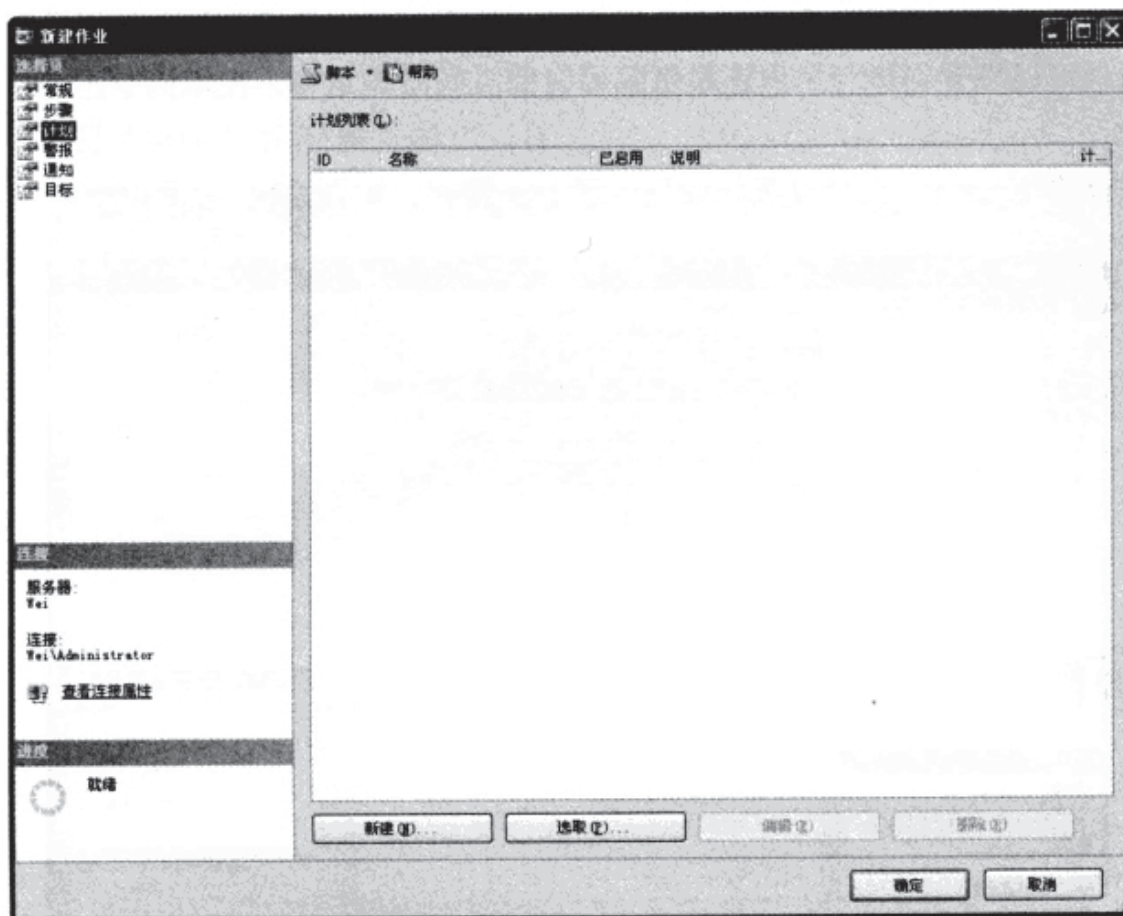 新建作业
选择项
常规
步骤
计划
警报
通知
目标
脚本 帮助
计划列表(L):
ID 名称 已启用 说明 计...
连接
服务器:
Wei
连接:
Wei\Administrator
查看连接属性
进度
就绪
新建(N)... 选取(P)... 编辑(E) 删除(R)
确定 取消